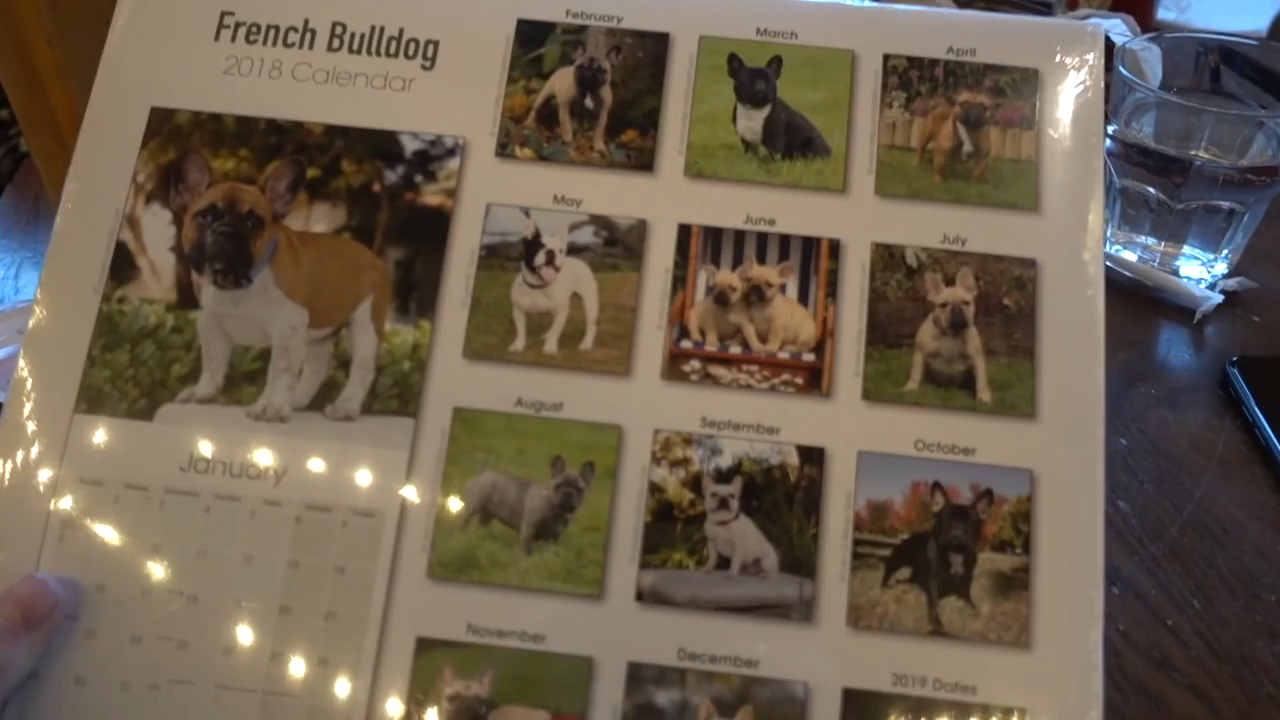 French Bulldog
2018 Calendar
February
March
April
May
June
July
August
September
October
January
November
December
2019 Dates